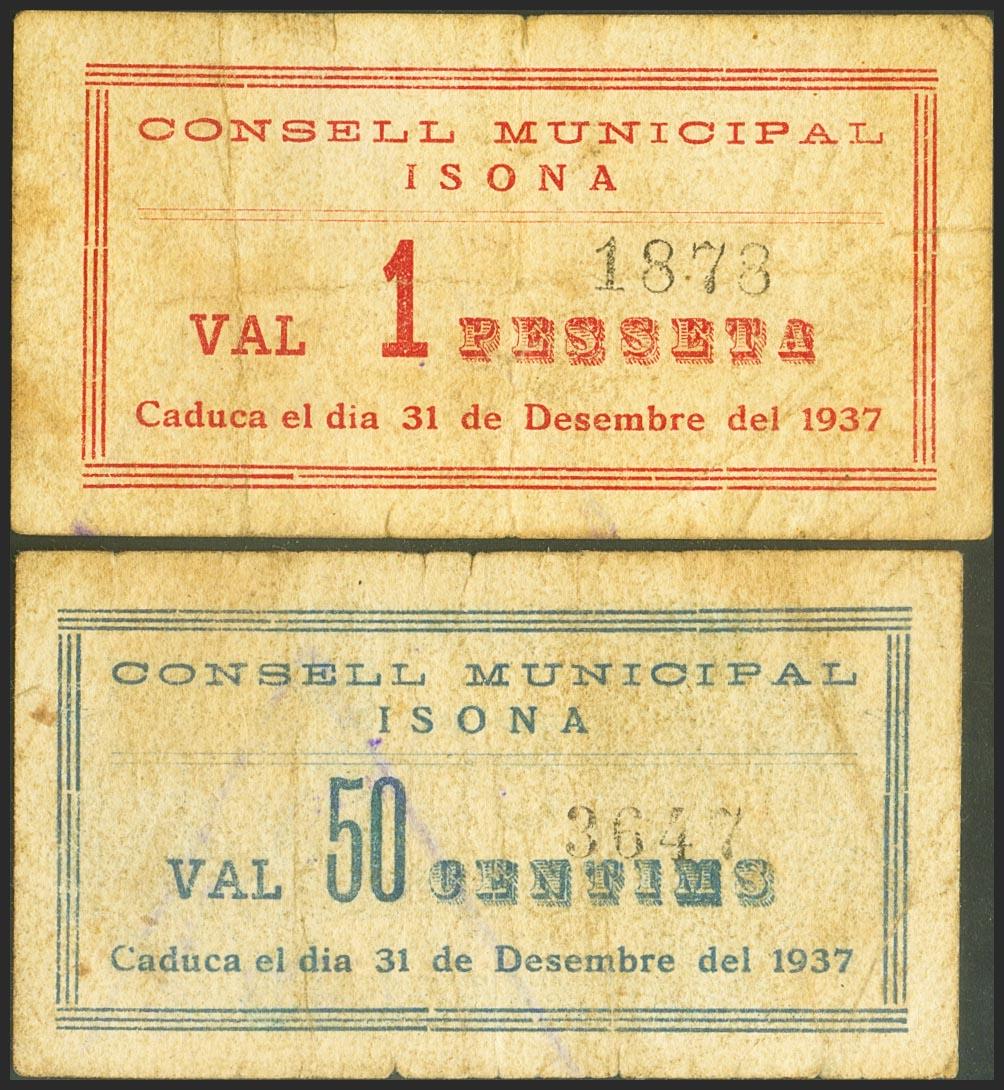 CONSELL MUNICIPAL
ISONA
1878
VAL 1 PESSETA
Caduca el dia 31 de Desembre del 1937
CONSELL MUNICIPAL
ISONA
3647
VAL 50 CENTIMS
Caduca el dia 31 de Desembre del 1937